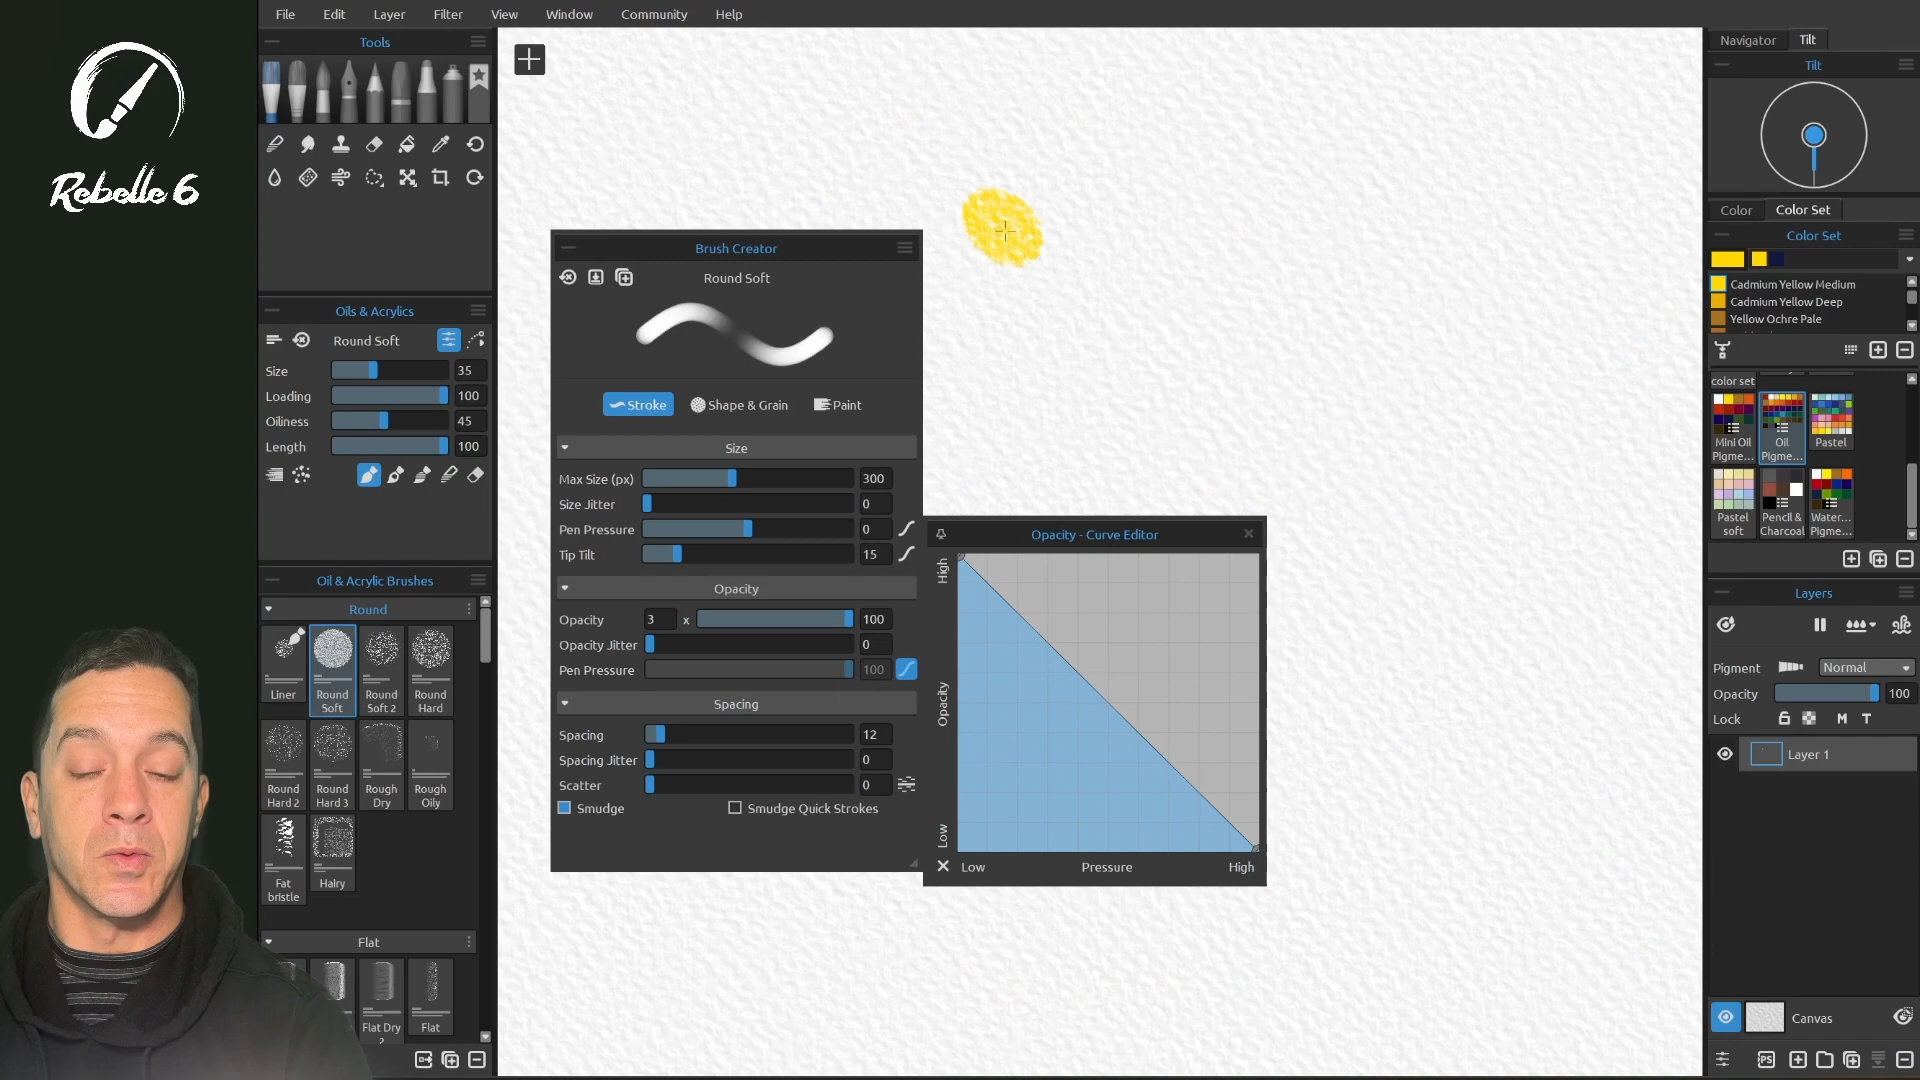 File Edit Layer Filter View Window Community Help
Rebelle 6
Tools
Oils & Acrylics
Round Soft
Size 35
Loading 100
Oiliness 45
Length 100
Oil & Acrylic Brushes
Round
Liner Round Soft Round Soft 2 Round Hard
Round Hard 2 Round Hard 3 Rough Dry Rough Oily
Fat bristle Hairy
Flat
Flat Dry 2 Flat
Brush Creator
Round Soft
Stroke Shape & Grain Paint
Size
Max Size (px) 300
Size Jitter 0
Pen Pressure 0
Tip Tilt 15
Opacity
Opacity 3 x 100
Opacity Jitter 0
Pen Pressure 100
Spacing
Spacing 12
Spacing Jitter 0
Scatter 0
Smudge Smudge Quick Strokes
Opacity - Curve Editor
High
Opacity
Low
Low Pressure High
Navigator Tilt
Tilt
Color Color Set
Color Set
Cadmium Yellow Medium
Cadmium Yellow Deep
Yellow Ochre Pale
color set
Mini Oil Pigme... Oil Pigme... Pastel
Pastel soft Pencil & Charcoal Water... Pigme...
Layers
Pigment Normal
Opacity 100
Lock M T
Layer 1
Canvas
PS